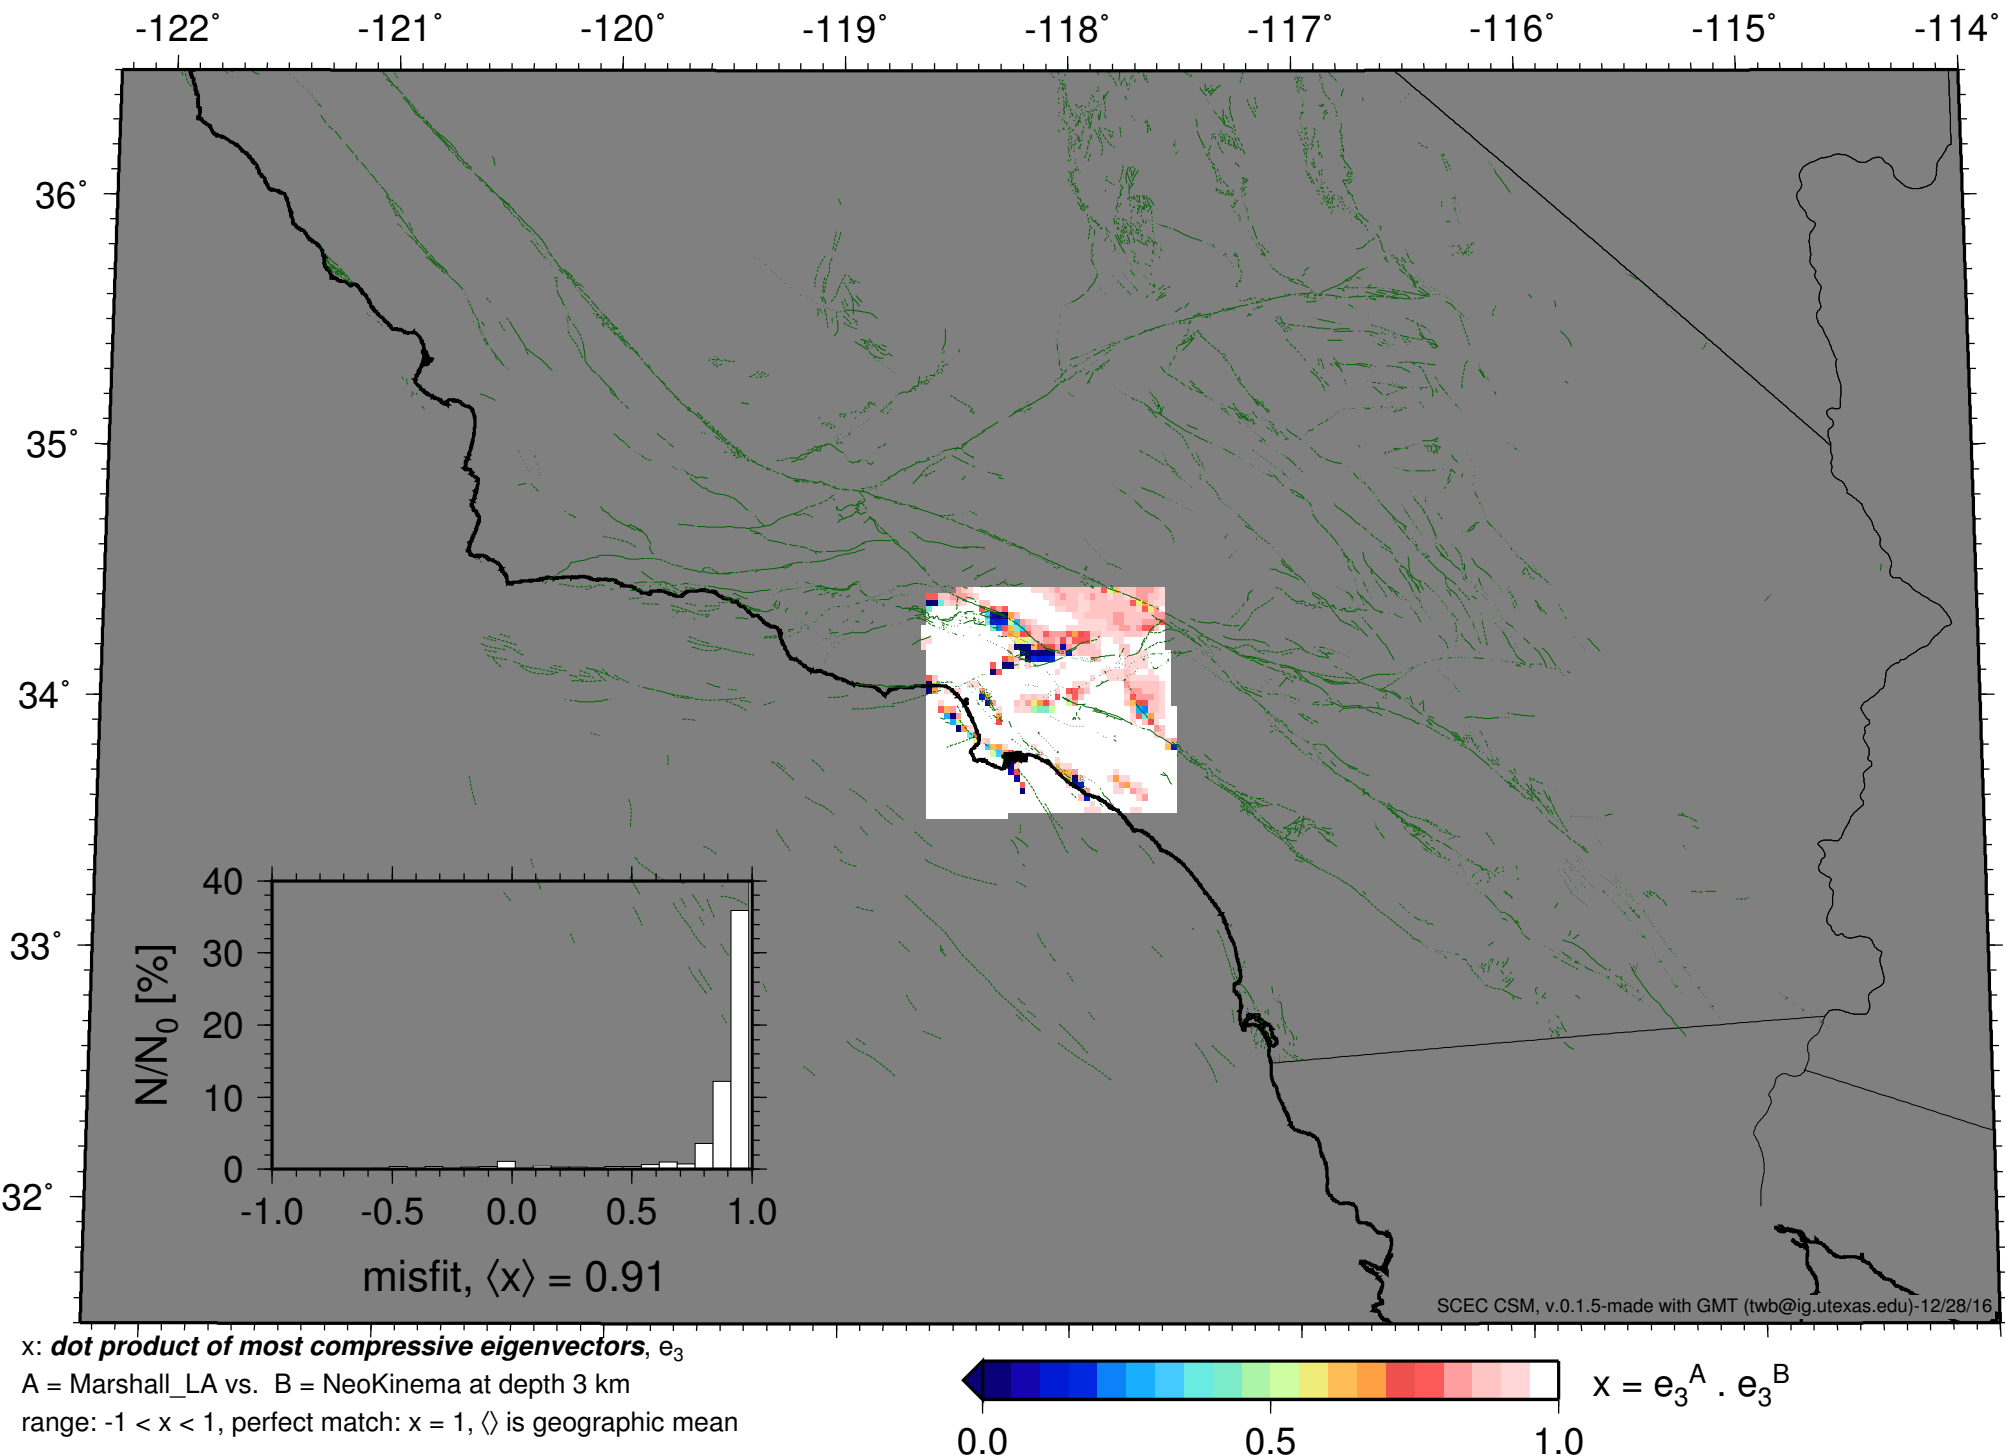 -122° -121° -120° -119° -118° -117° -116° -115° -114°
36°
35°
34°
33°
32°
40
30
20
10
0
N/N0 [%]
-1.0 -0.5 0.0 0.5 1.0
misfit, ⟨x⟩ = 0.91
SCEC CSM, v.0.1.5-made with GMT (twb@ig.utexas.edu)-12/28/16
x: dot product of most compressive eigenvectors, e3
A = Marshall_LA vs. B = NeoKinema at depth 3 km
range: -1 < x < 1, perfect match: x = 1, ⟨⟩ is geographic mean
x = e3^A . e3^B
0.0 0.5 1.0